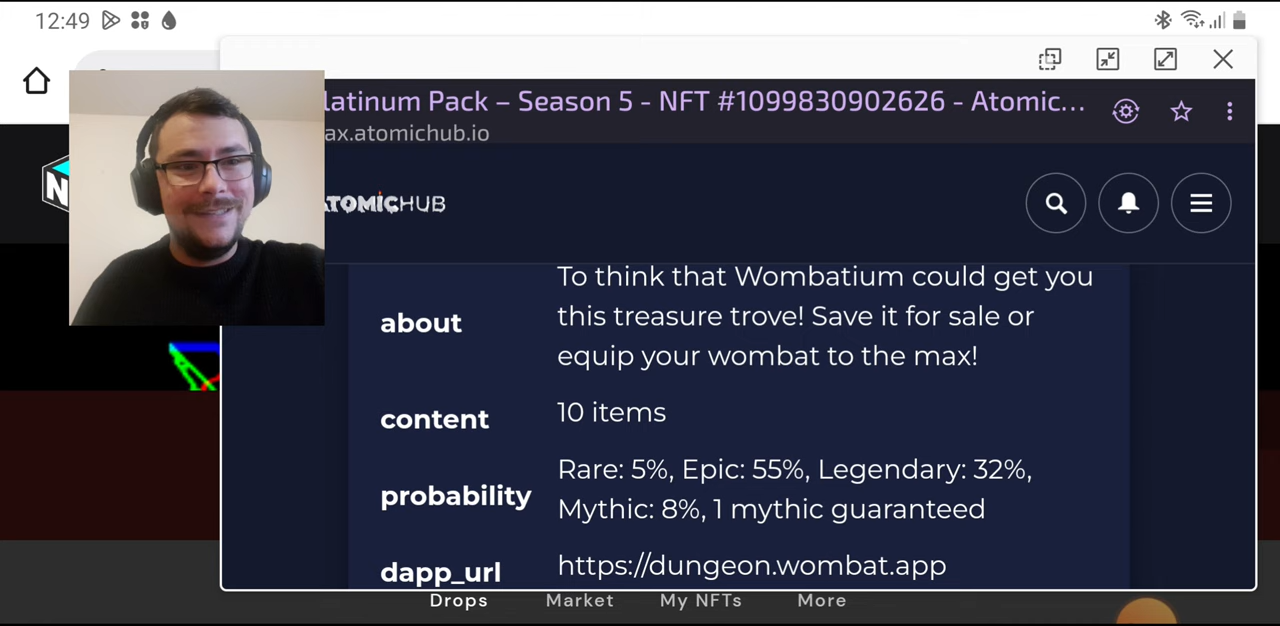 12:49
latinum Pack – Season 5 - NFT #1099830902626 - Atomic...
ax.atomichub.io
N
ATOMICHUB
To think that Wombatium could get you
about
this treasure trove! Save it for sale or
equip your wombat to the max!
content
10 items
probability
Rare: 5%, Epic: 55%, Legendary: 32%,
Mythic: 8%, 1 mythic guaranteed
dapp_url
https://dungeon.wombat.app
Drops
Market
My NFTs
More